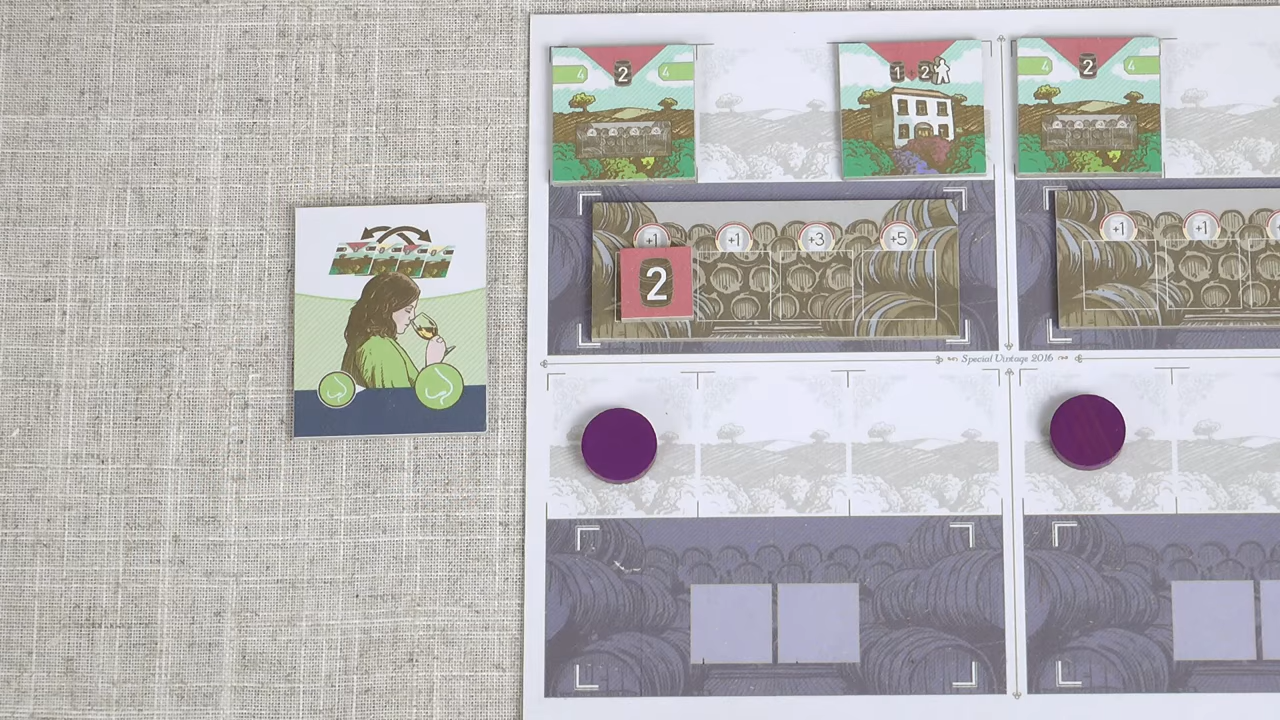 4 2 4
1 + 2
4 2 4
+1 +1 +3 +5
+1 +1
2
Special Vintage 2016